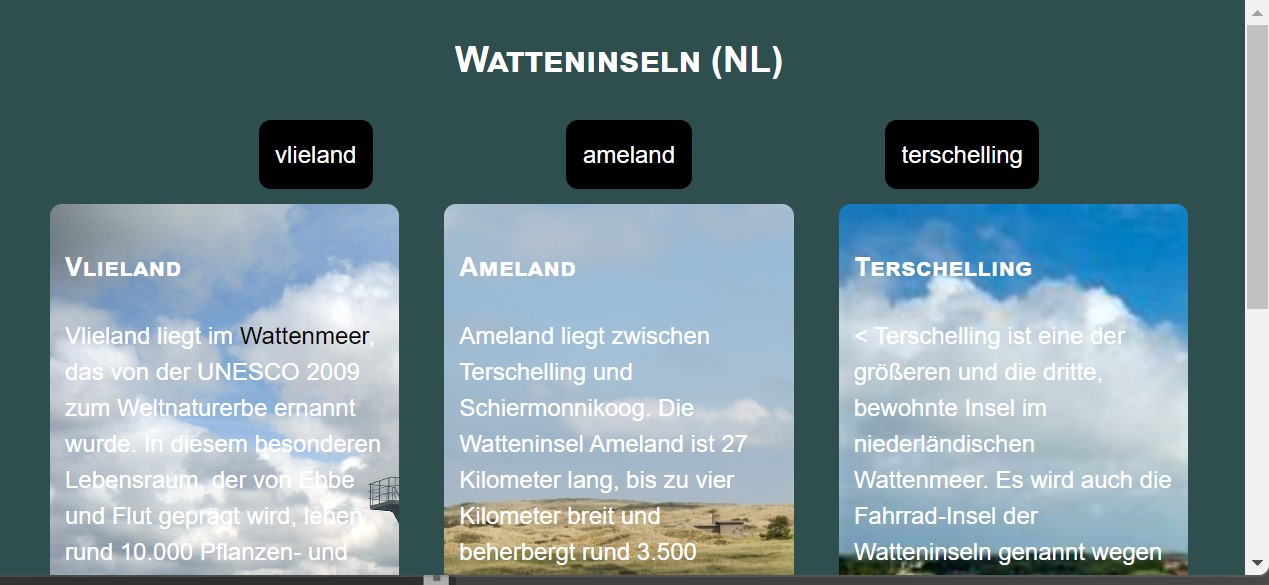 Watteninseln (NL)
vlieland
ameland
terschelling
Vlieland
Vlieland liegt im Wattenmeer,
das von der UNESCO 2009
zum Weltnaturerbe ernannt
wurde. In diesem besonderen
Lebensraum, der von Ebbe
und Flut geprägt wird, leben
rund 10.000 Pflanzen- und
Ameland
Ameland liegt zwischen
Terschelling und
Schiermonnikoog. Die
Watteninsel Ameland ist 27
Kilometer lang, bis zu vier
Kilometer breit und
beherbergt rund 3.500
Terschelling
< Terschelling ist eine der
größeren und die dritte,
bewohnte Insel im
niederländischen
Wattenmeer. Es wird auch die
Fahrrad-Insel der
Watteninseln genannt wegen